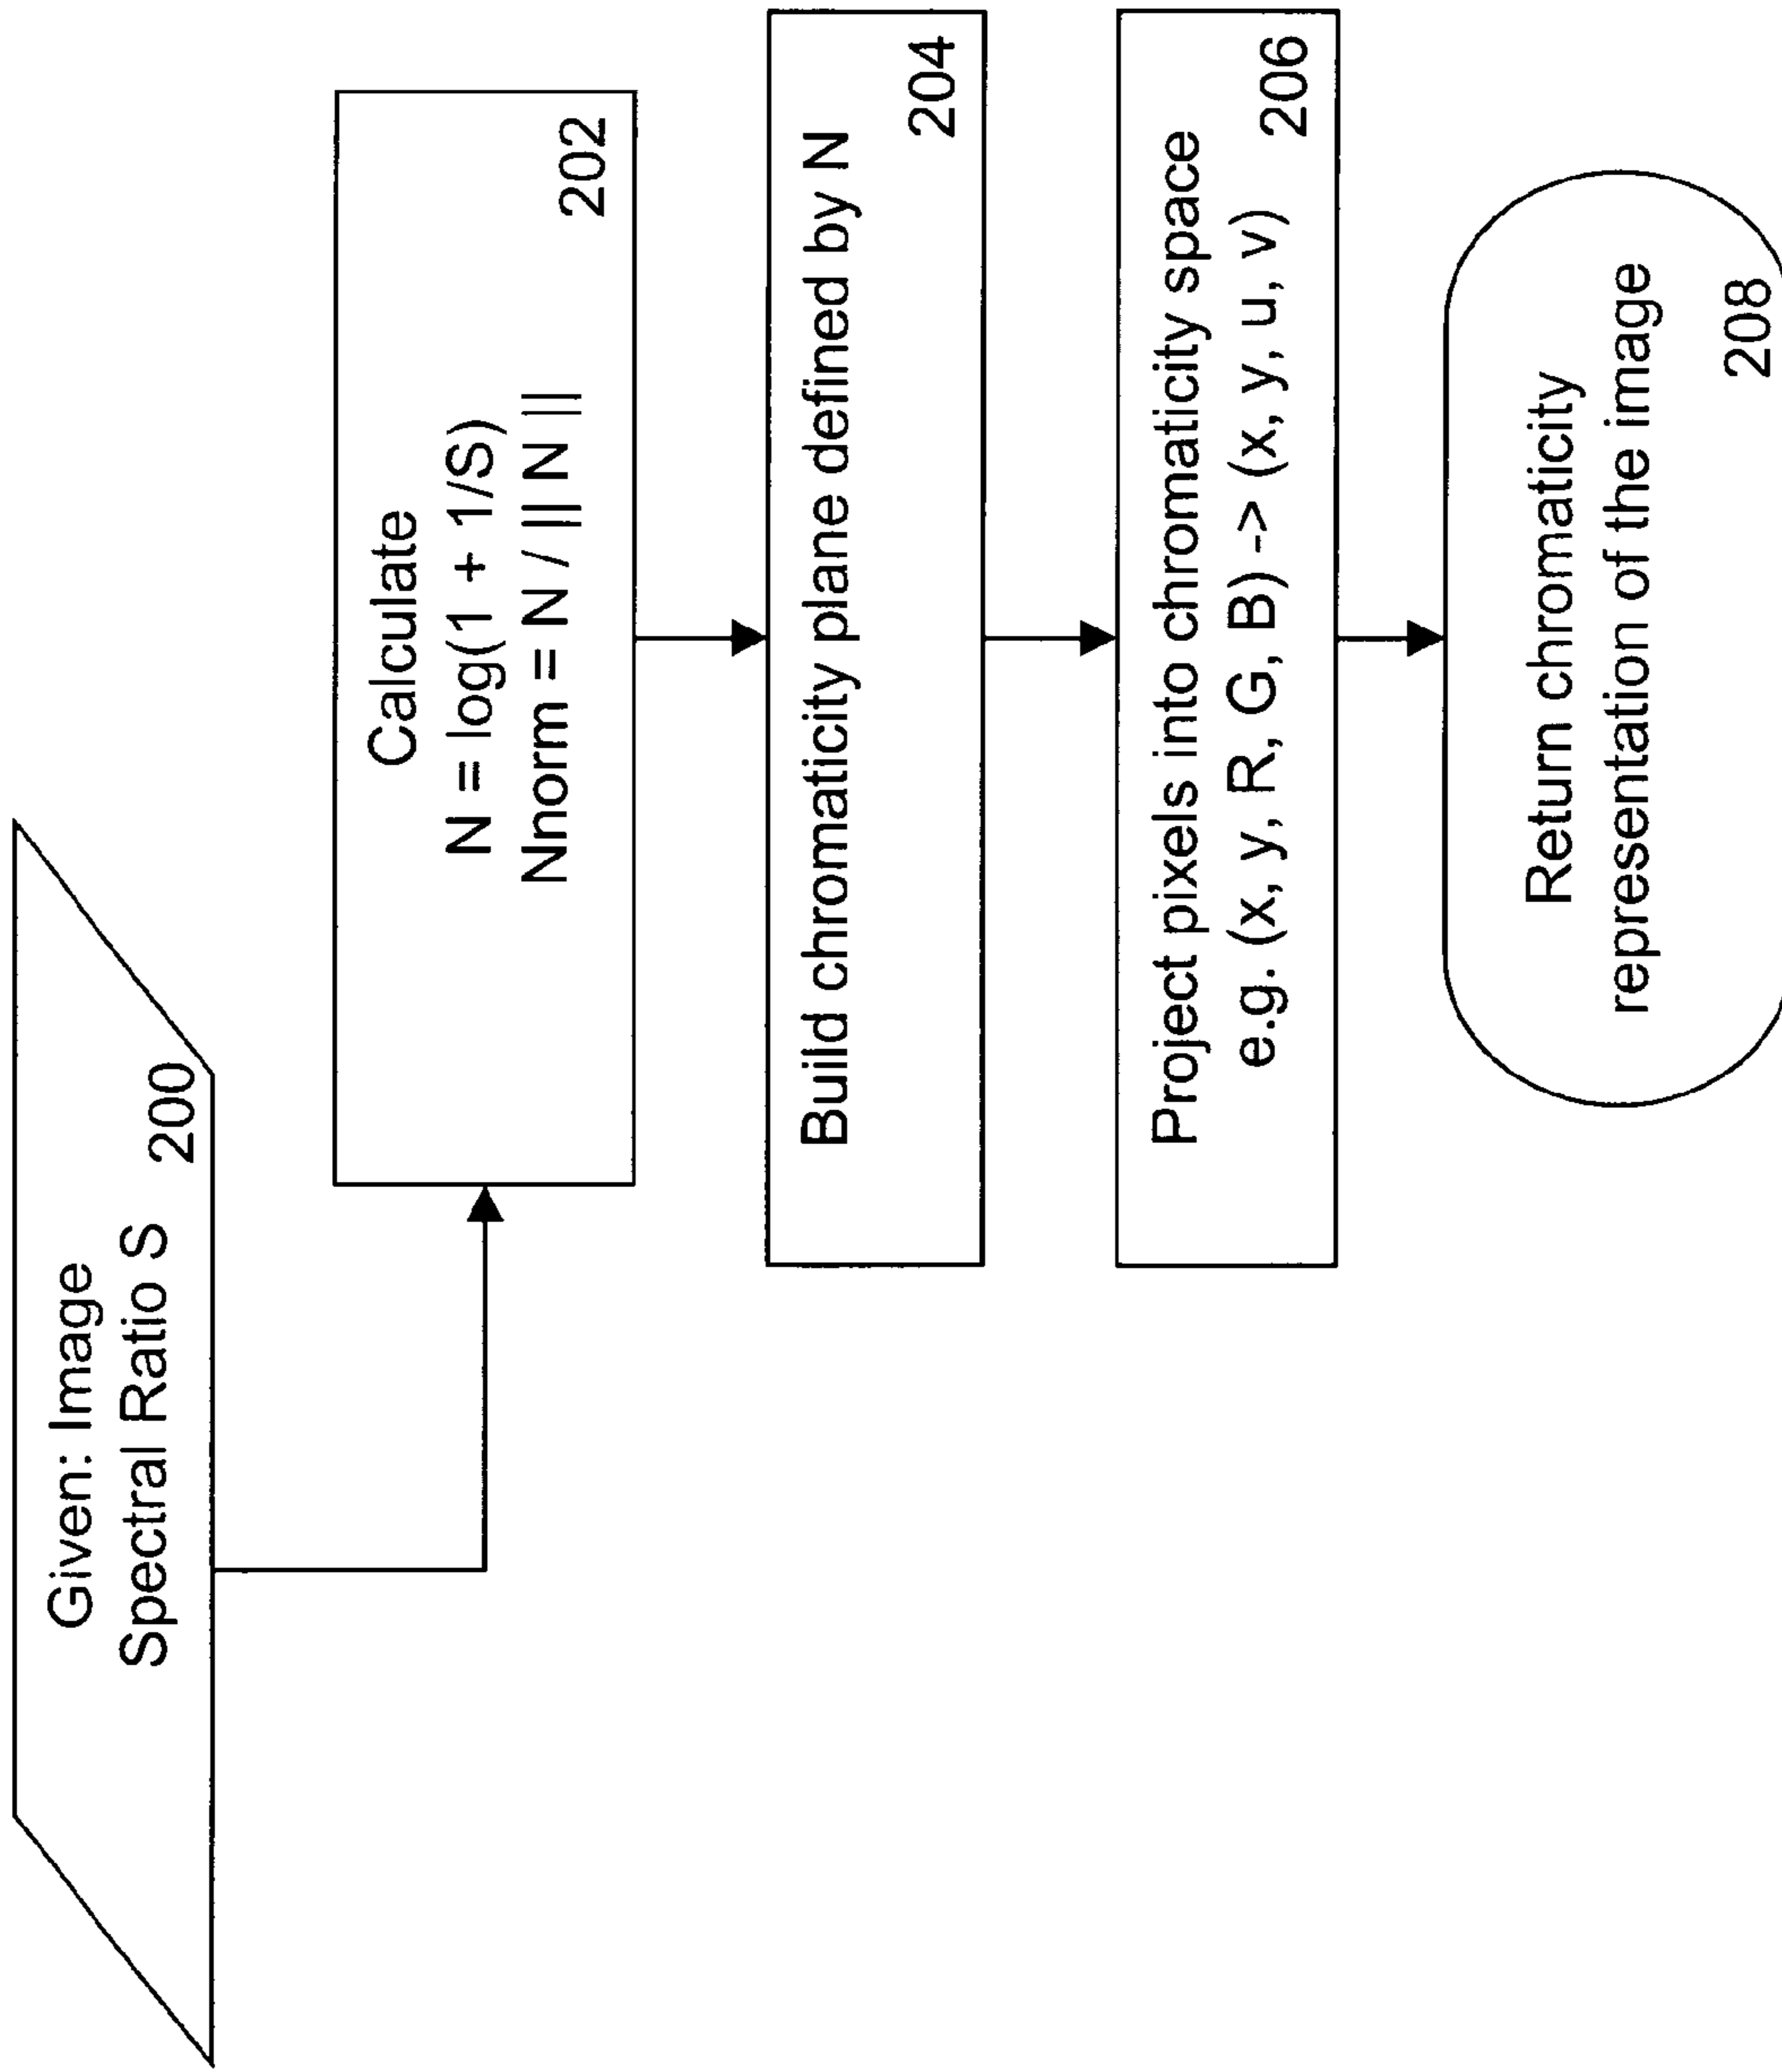 Given: Image
Spectral Ratio S
200
Calculate
N = log(1 + 1/S)
Nnorm = N / || N ||
202
Build chromaticity plane defined by N
204
Project pixels into chromaticity space
e.g. (x, y, R, G, B) -> (x, y, u, v)
206
Return chromaticity
representation of the image
208